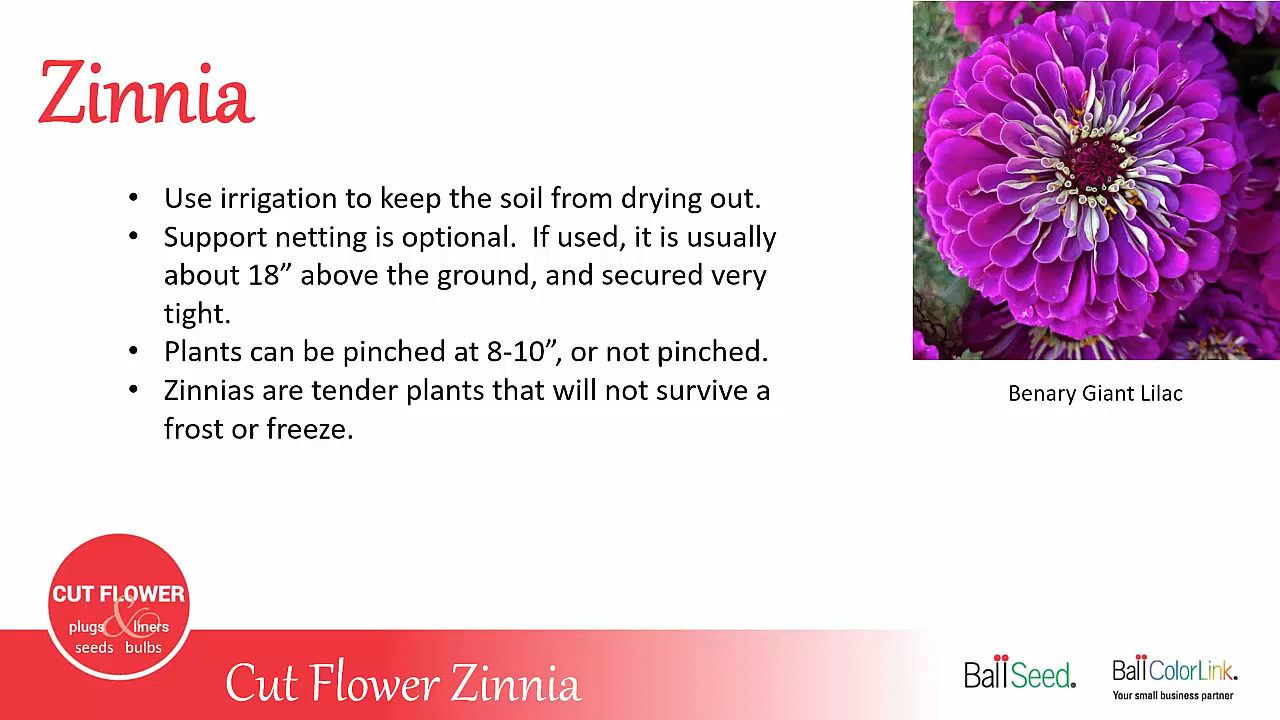 Zinnia
• Use irrigation to keep the soil from drying out.
• Support netting is optional.  If used, it is usually
about 18” above the ground, and secured very
tight.
• Plants can be pinched at 8-10”, or not pinched.
• Zinnias are tender plants that will not survive a
frost or freeze.
Benary Giant Lilac
CUT FLOWER
plugs & liners
seeds bulbs
Cut Flower Zinnia
Ball Seed.
Ball ColorLink.
Your small business partner